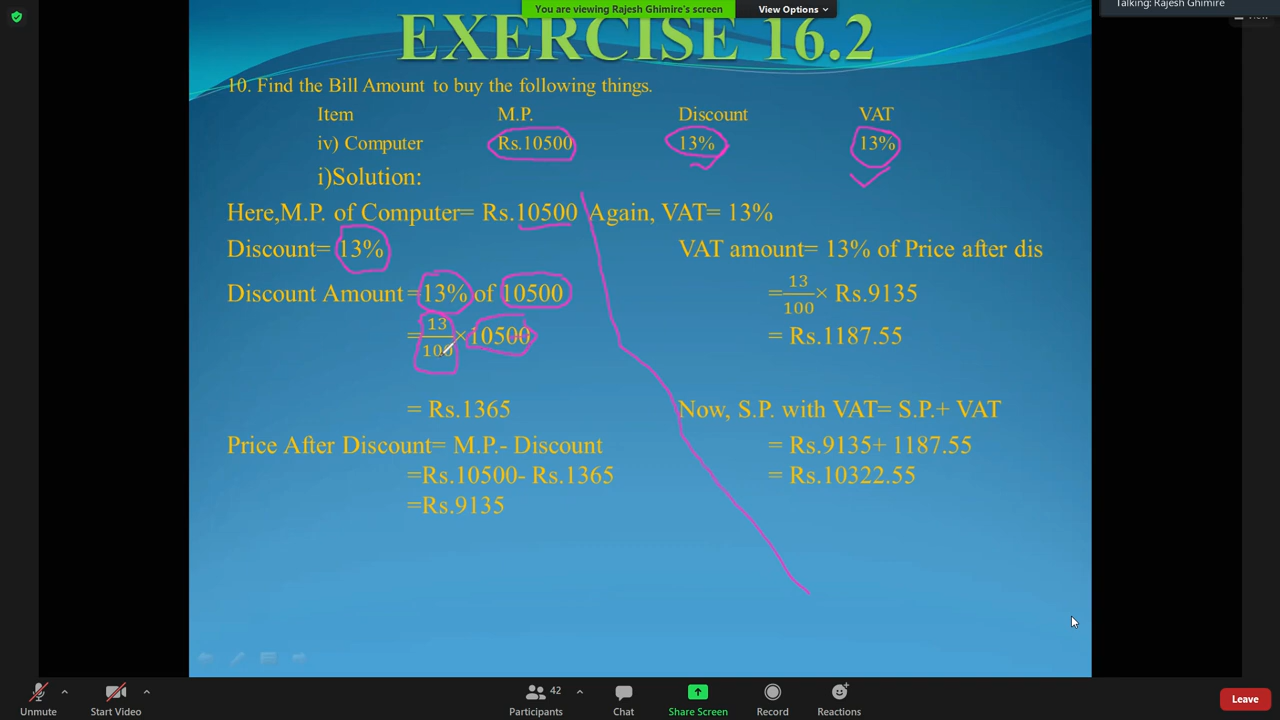 You are viewing Rajesh Ghimire's screen
View Options
Talking: Rajesh Ghimire
View
EXERCISE 16.2
10. Find the Bill Amount to buy the following things.
Item M.P. Discount VAT
iv) Computer Rs.10500 13% 13%
i)Solution:
Here,M.P. of Computer= Rs.10500
Discount= 13%
Discount Amount =13% of 10500
=13/100×10500
= Rs.1365
Price After Discount= M.P.- Discount
=Rs.10500- Rs.1365
=Rs.9135
Again, VAT= 13%
VAT amount= 13% of Price after dis
=13/100× Rs.9135
= Rs.1187.55
Now, S.P. with VAT= S.P.+ VAT
= Rs.9135+ 1187.55
= Rs.10322.55
Unmute
Start Video
42
Participants
Chat
Share Screen
Record
Reactions
Leave